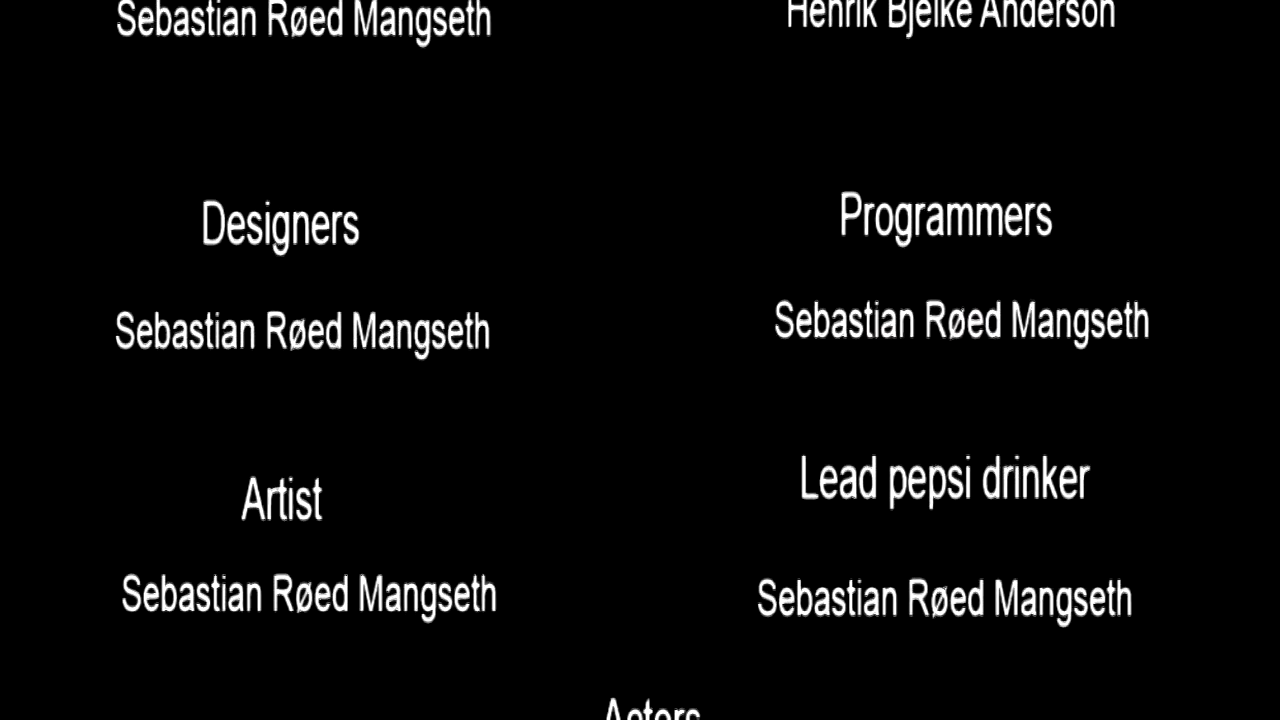 Sebastian Røed Mangseth
Henrik Bjelke Anderson
Designers
Programmers
Sebastian Røed Mangseth
Sebastian Røed Mangseth
Artist
Lead pepsi drinker
Sebastian Røed Mangseth
Sebastian Røed Mangseth
Actors